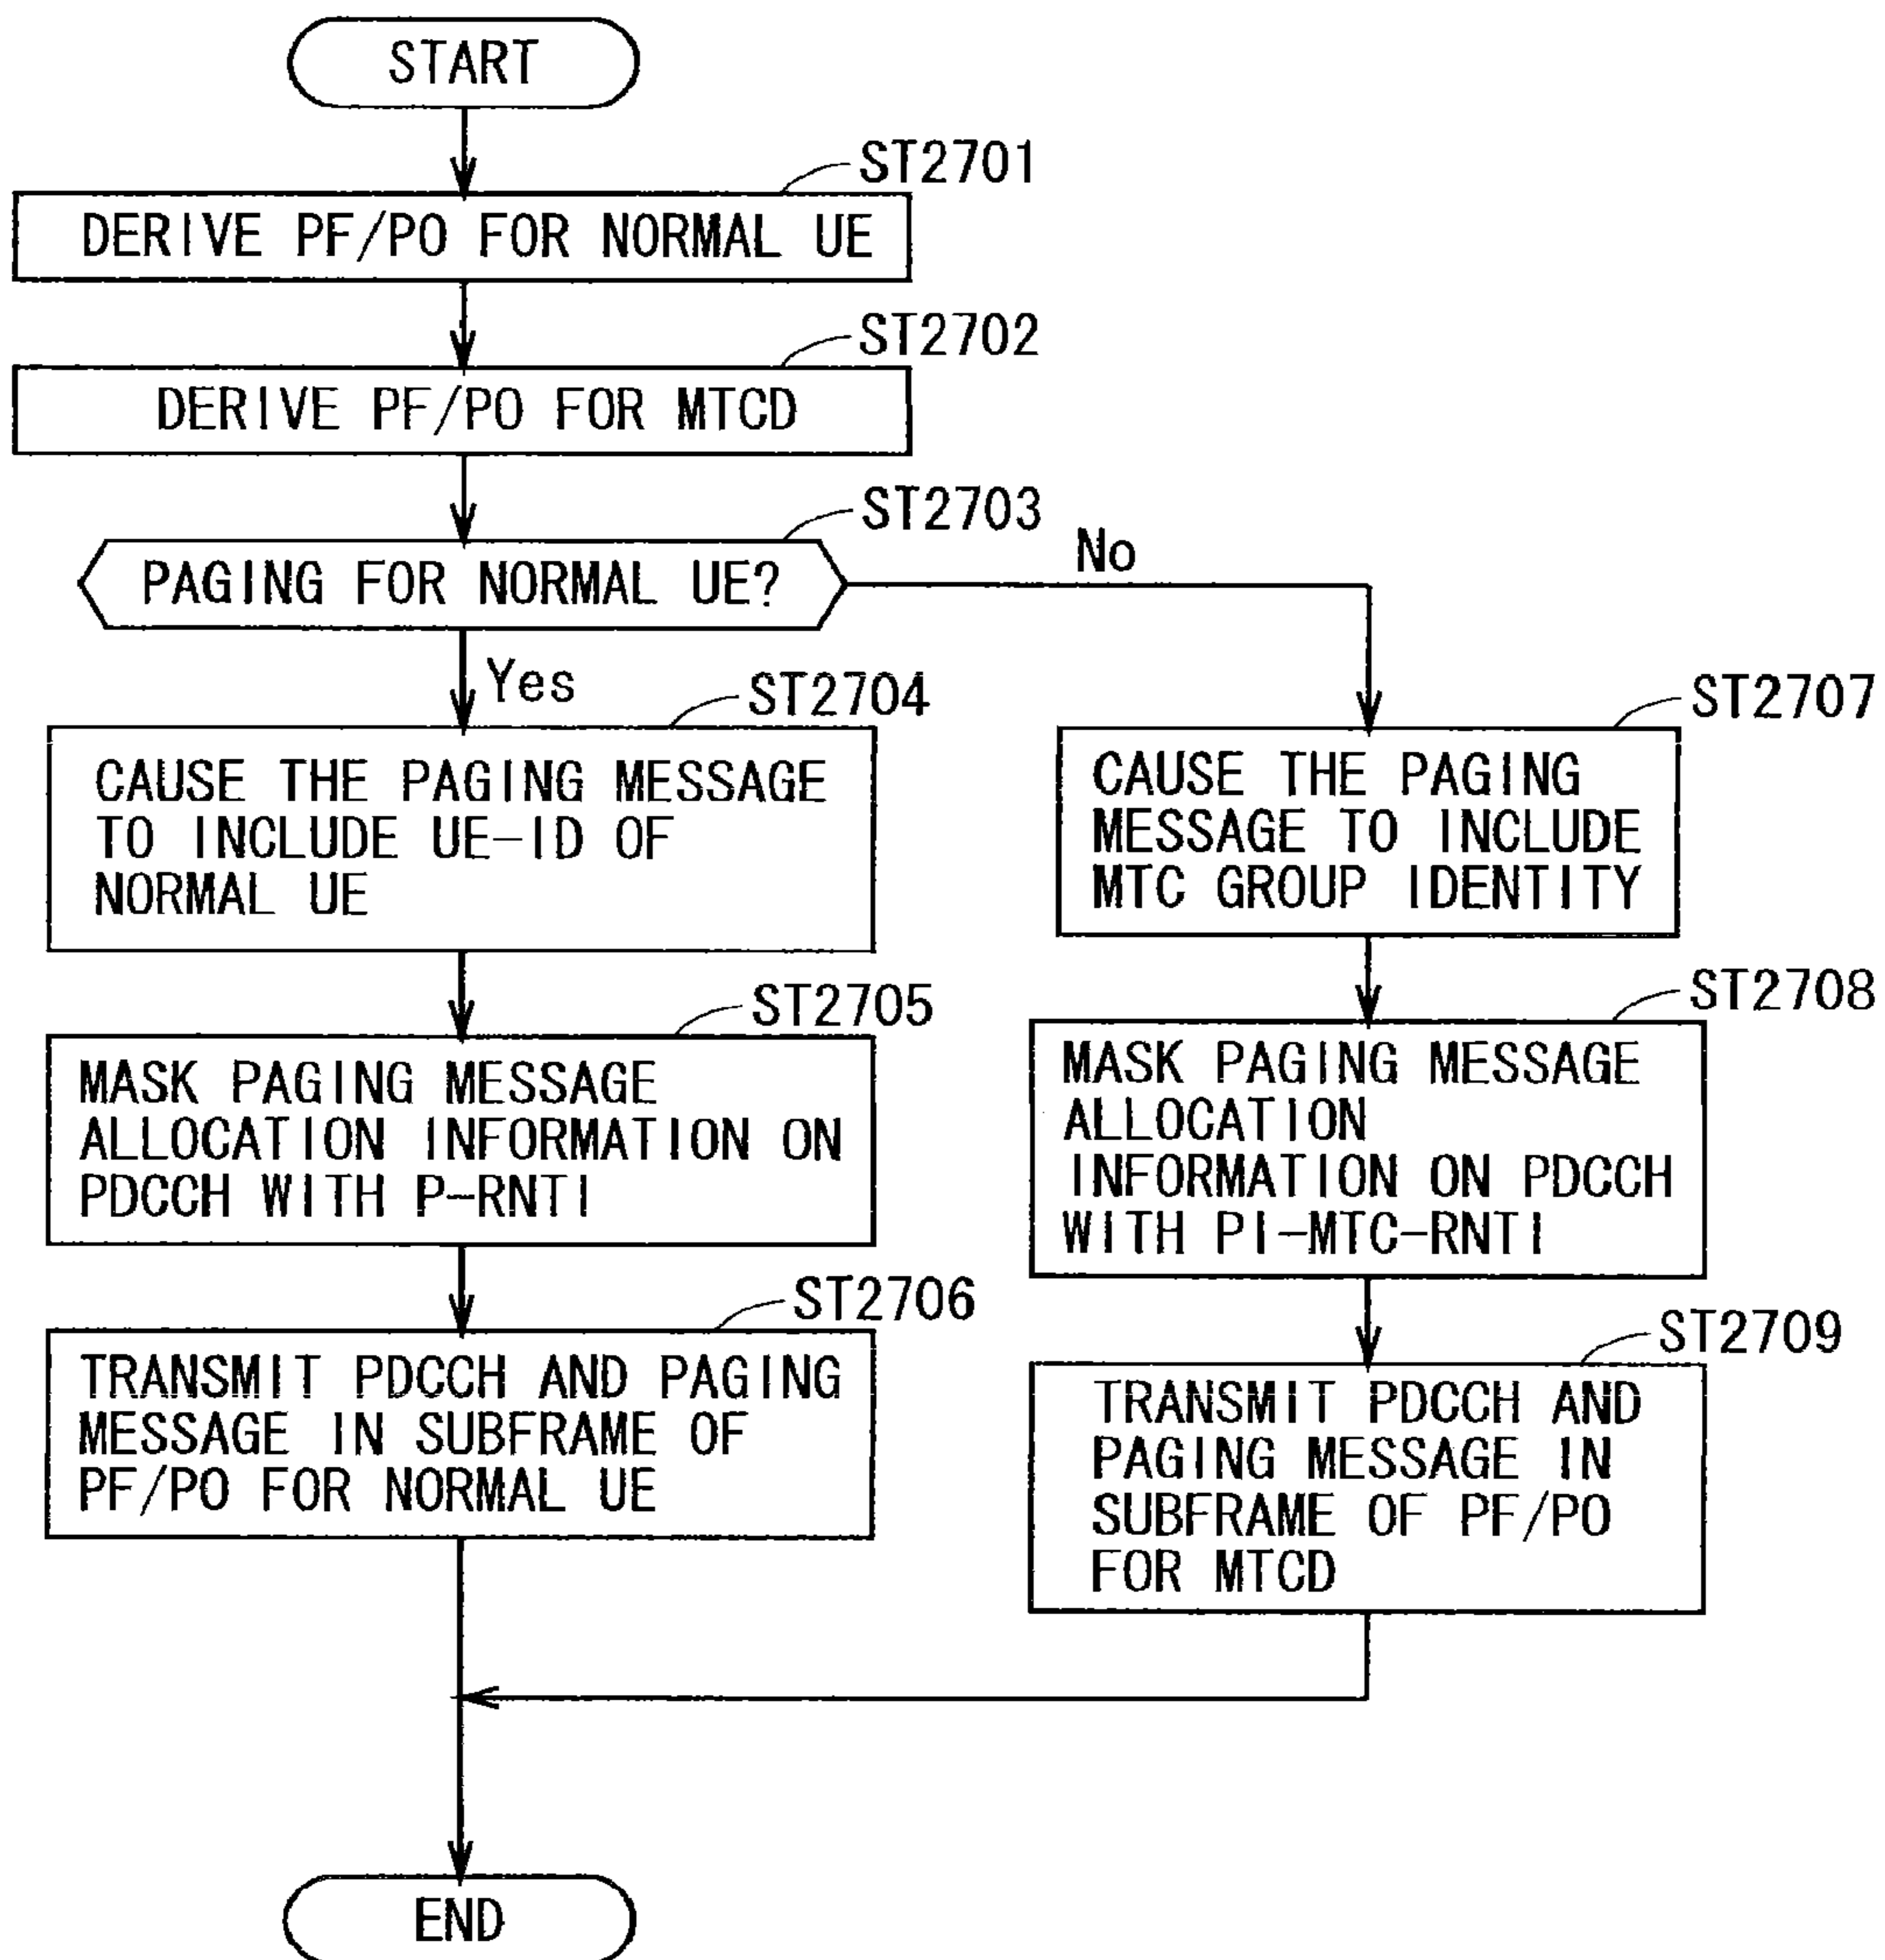 START
ST2701
DERIVE PF/PO FOR NORMAL UE
ST2702
DERIVE PF/PO FOR MTCD
ST2703
PAGING FOR NORMAL UE?
No
Yes
ST2704
CAUSE THE PAGING MESSAGE
TO INCLUDE UE-ID OF
NORMAL UE
ST2705
MASK PAGING MESSAGE
ALLOCATION INFORMATION ON
PDCCH WITH P-RNTI
ST2706
TRANSMIT PDCCH AND PAGING
MESSAGE IN SUBFRAME OF
PF/PO FOR NORMAL UE
ST2707
CAUSE THE PAGING
MESSAGE TO INCLUDE
MTC GROUP IDENTITY
ST2708
MASK PAGING MESSAGE
ALLOCATION
INFORMATION ON PDCCH
WITH PI-MTC-RNTI
ST2709
TRANSMIT PDCCH AND
PAGING MESSAGE IN
SUBFRAME OF PF/PO
FOR MTCD
END